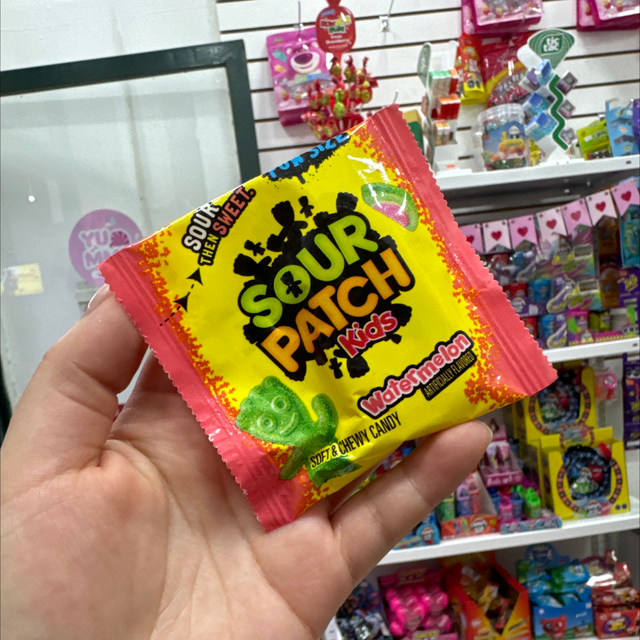 FUN SIZE
SOUR
THEN SWEET
SOUR
PATCH
Kids
Watermelon
ARTIFICIALLY FLAVORED
SOFT & CHEWY CANDY
tic
tac